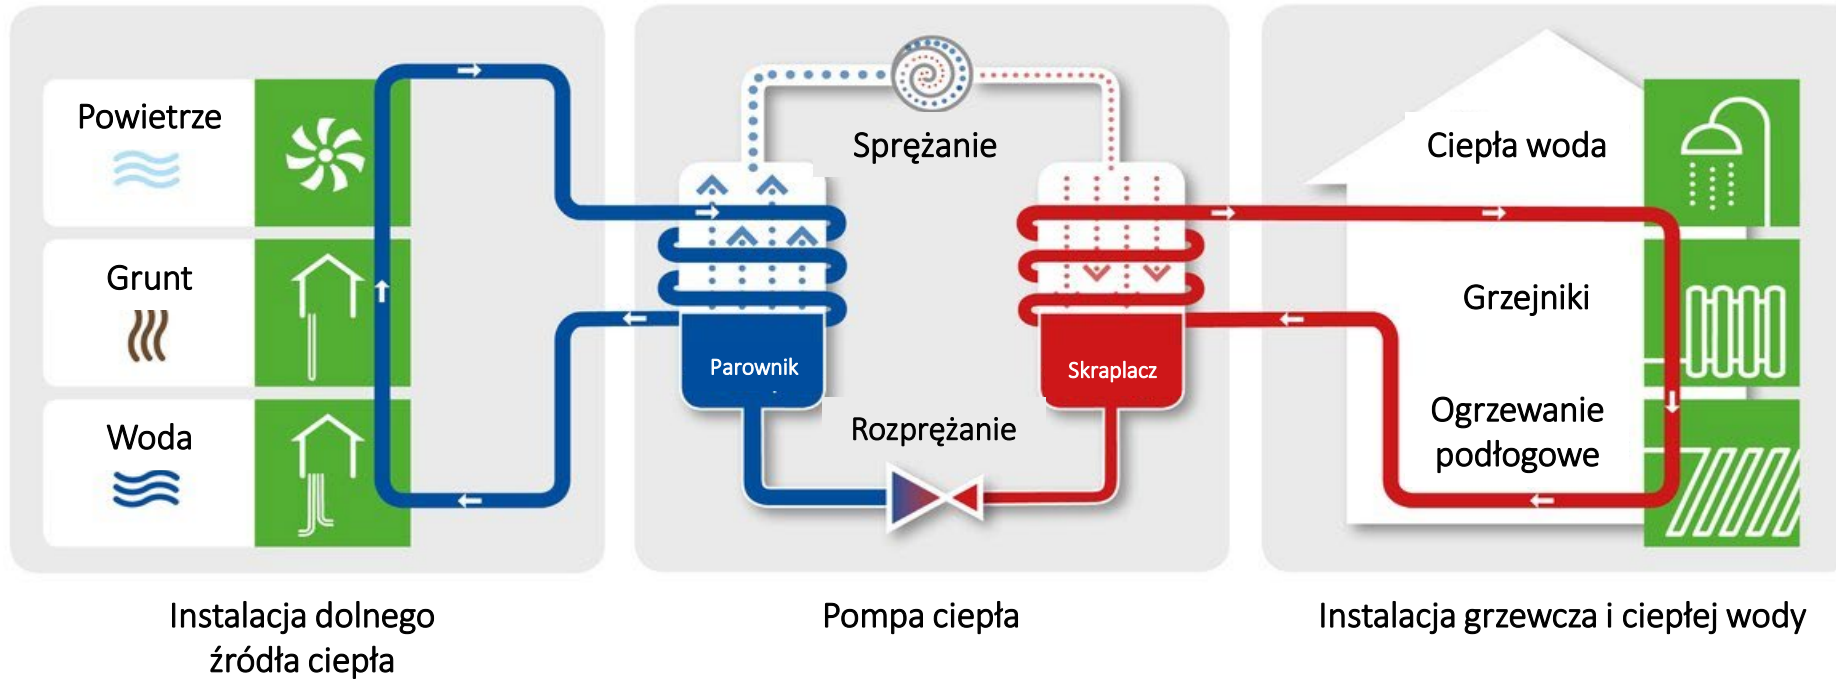 Powietrze
Grunt
Woda
Sprężanie
Parownik
Skraplacz
Rozprężanie
Ciepła woda
Grzejniki
Ogrzewanie
podłogowe
Instalacja dolnego
źródła ciepła
Pompa ciepła
Instalacja grzewcza i ciepłej wody